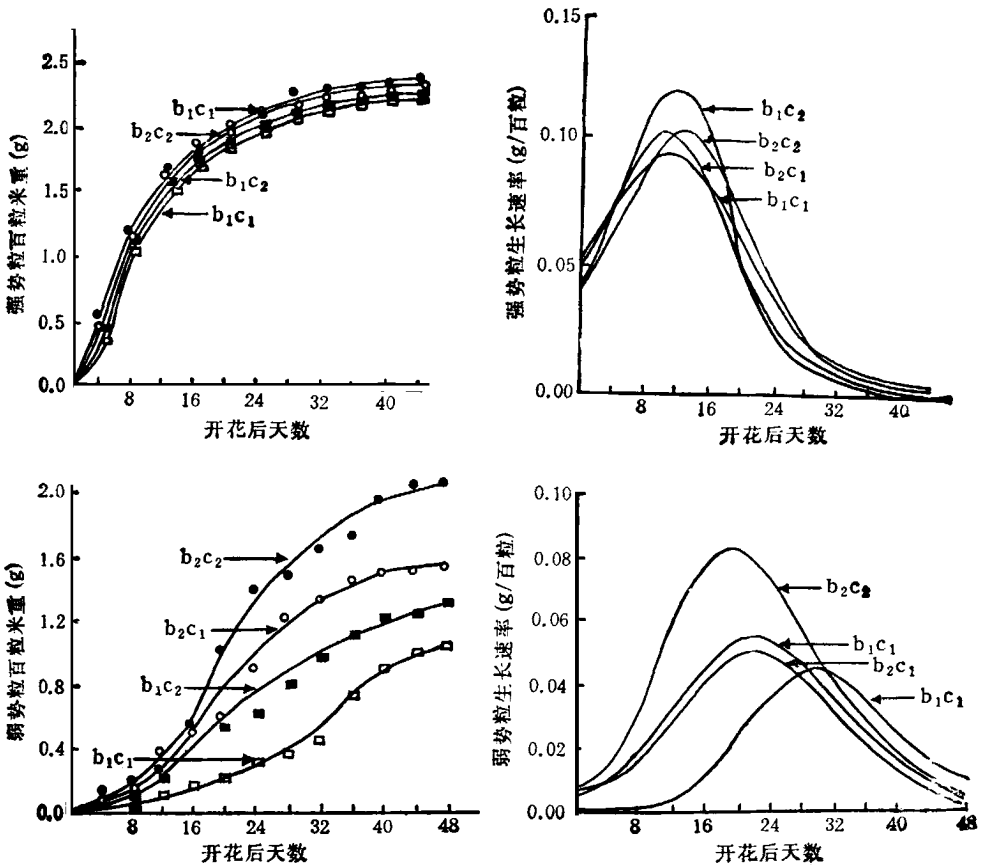 强势粒百粒米重(g)
2.5
2.0
1.5
1.0
0.5
0.0
b₁c₁
b₂c₂
b₁c₂
b₁c₁
8 16 24 32 40
开花后天数
强势粒生长速率(g/百粒)
0.15
0.10
0.05
0.00
b₁c₂
b₂c₂
b₂c₁
b₁c₁
8 16 24 32 40
开花后天数
弱势粒百粒米重(g)
2.0
1.6
1.2
0.8
0.4
0.0
b₂c₂
b₂c₁
b₁c₂
b₁c₁
8 16 24 32 40 48
开花后天数
弱势粒生长速率(g/百粒)
0.10
0.08
0.06
0.04
0.02
0.00
b₂c₂
b₁c₁
b₂c₁
b₁c₁
8 16 24 32 40 48
开花后天数